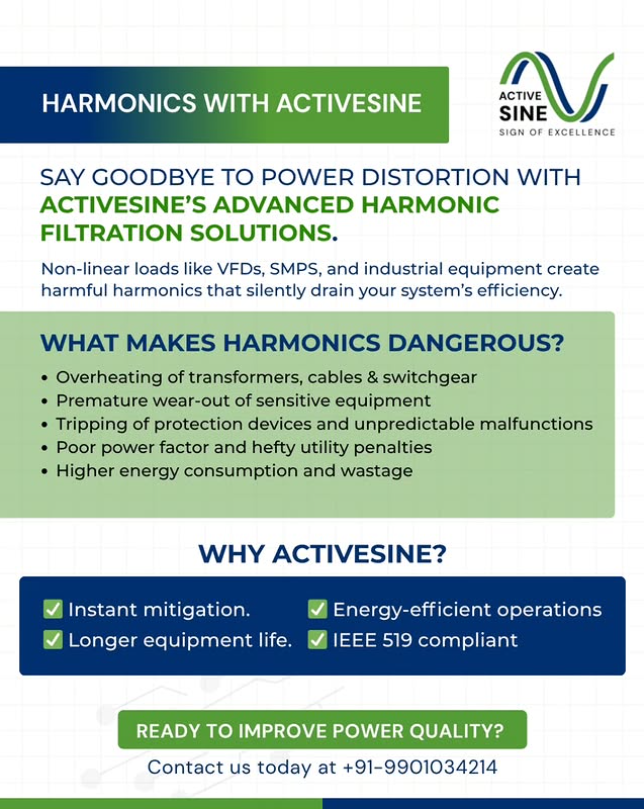 HARMONICS WITH ACTIVESINE
ACTIVE
SINE
SIGN OF EXCELLENCE
SAY GOODBYE TO POWER DISTORTION WITH
ACTIVESINE'S ADVANCED HARMONIC
FILTRATION SOLUTIONS.
Non-linear loads like VFDs, SMPS, and industrial equipment create
harmful harmonics that silently drain your system's efficiency.
WHAT MAKES HARMONICS DANGEROUS?
• Overheating of transformers, cables & switchgear
• Premature wear-out of sensitive equipment
• Tripping of protection devices and unpredictable malfunctions
• Poor power factor and hefty utility penalties
• Higher energy consumption and wastage
WHY ACTIVESINE?
✅ Instant mitigation.
✅ Longer equipment life.
✅ Energy-efficient operations
✅ IEEE 519 compliant
READY TO IMPROVE POWER QUALITY?
Contact us today at +91-9901034214